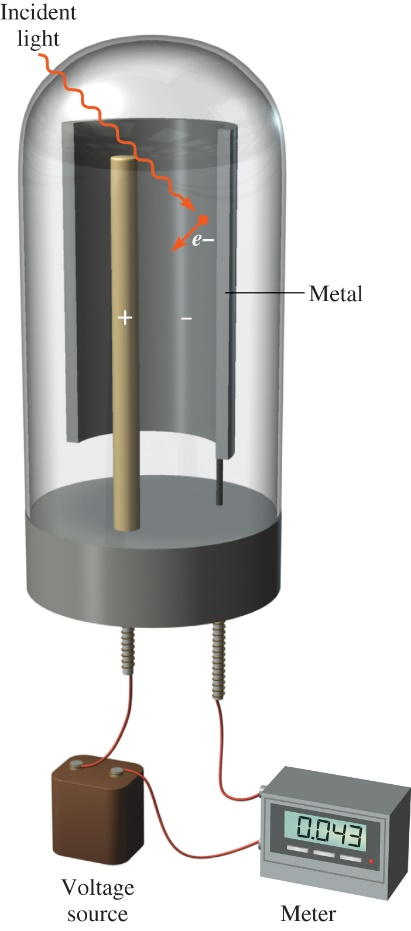 Incident
light
e–
Metal
+
–
0.043
Voltage
source
Meter